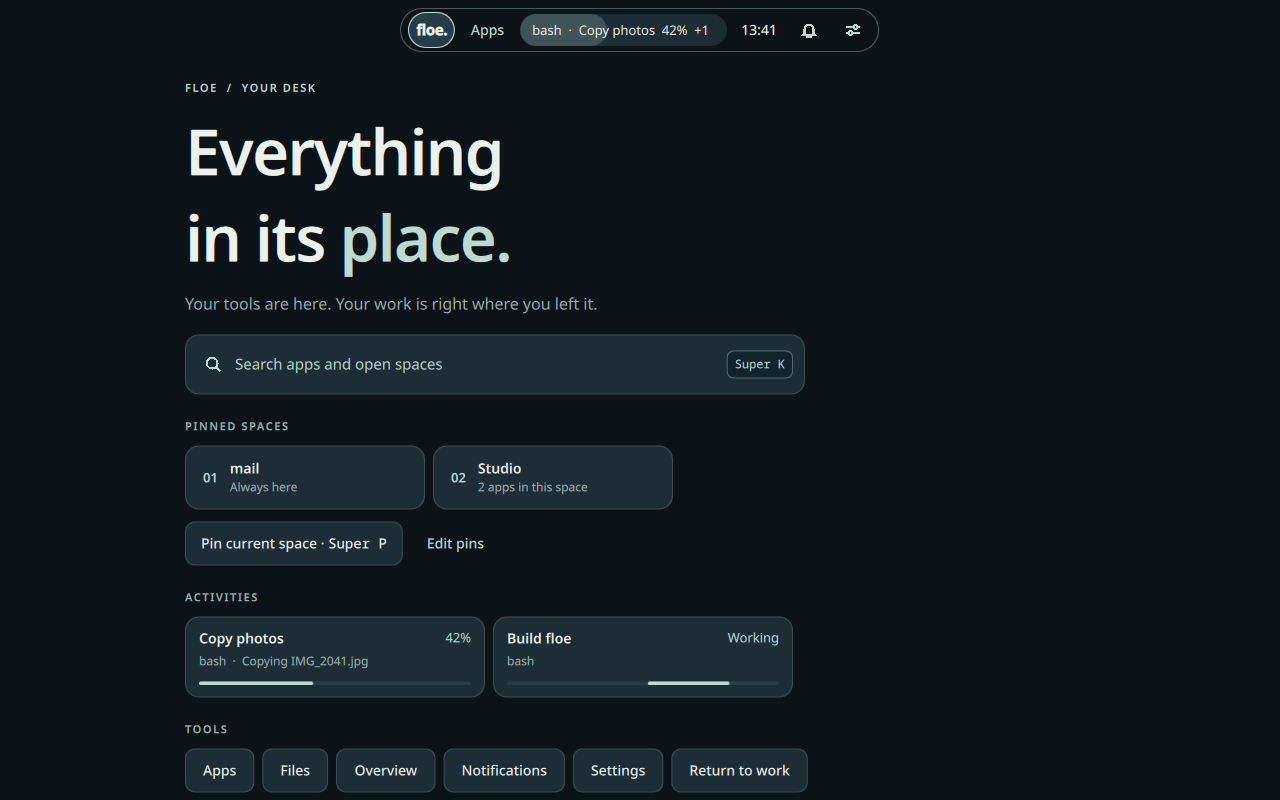 floe. Apps bash · Copy photos 42% +1 13:41
FLOE / YOUR DESK
Everything
in its place.
Your tools are here. Your work is right where you left it.
Search apps and open spaces Super K
PINNED SPACES
01 mail
Always here
02 Studio
2 apps in this space
Pin current space · Super P Edit pins
ACTIVITIES
Copy photos 42%
bash · Copying IMG_2041.jpg
Build floe Working
bash
TOOLS
Apps Files Overview Notifications Settings Return to work